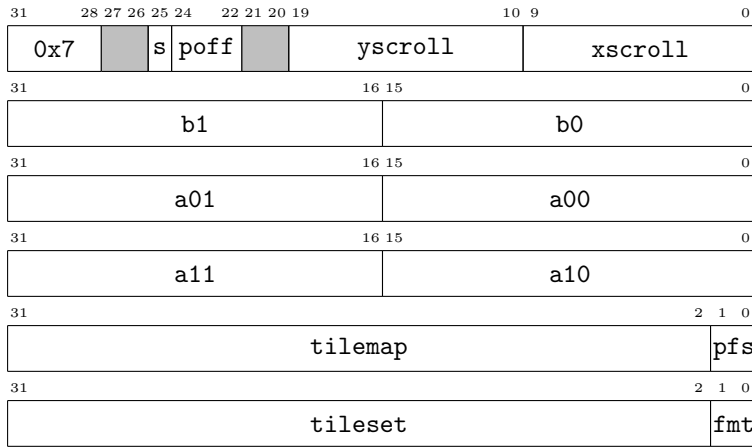 31 28 27 26 25 24 22 21 20 19 10 9 0
0x7 s poff yscroll xscroll
31 16 15 0
b1 b0
31 16 15 0
a01 a00
31 16 15 0
a11 a10
31 2 1 0
tilemap pfs
31 2 1 0
tileset fmt